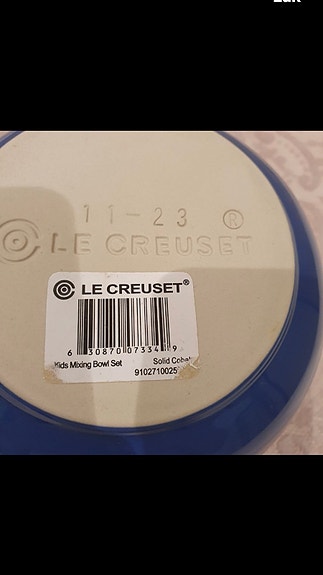 11-23 ®
LE CREUSET
LE CREUSET®
6 30870 07334 9
Kids Mixing Bowl Set Solid Cobalt
9102710025